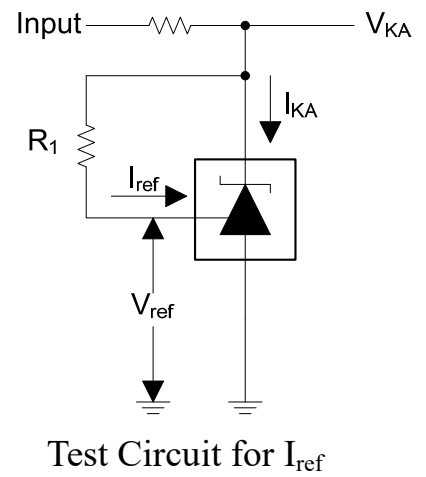 Input VKA
IKA
R1
Iref
Vref
Test Circuit for Iref